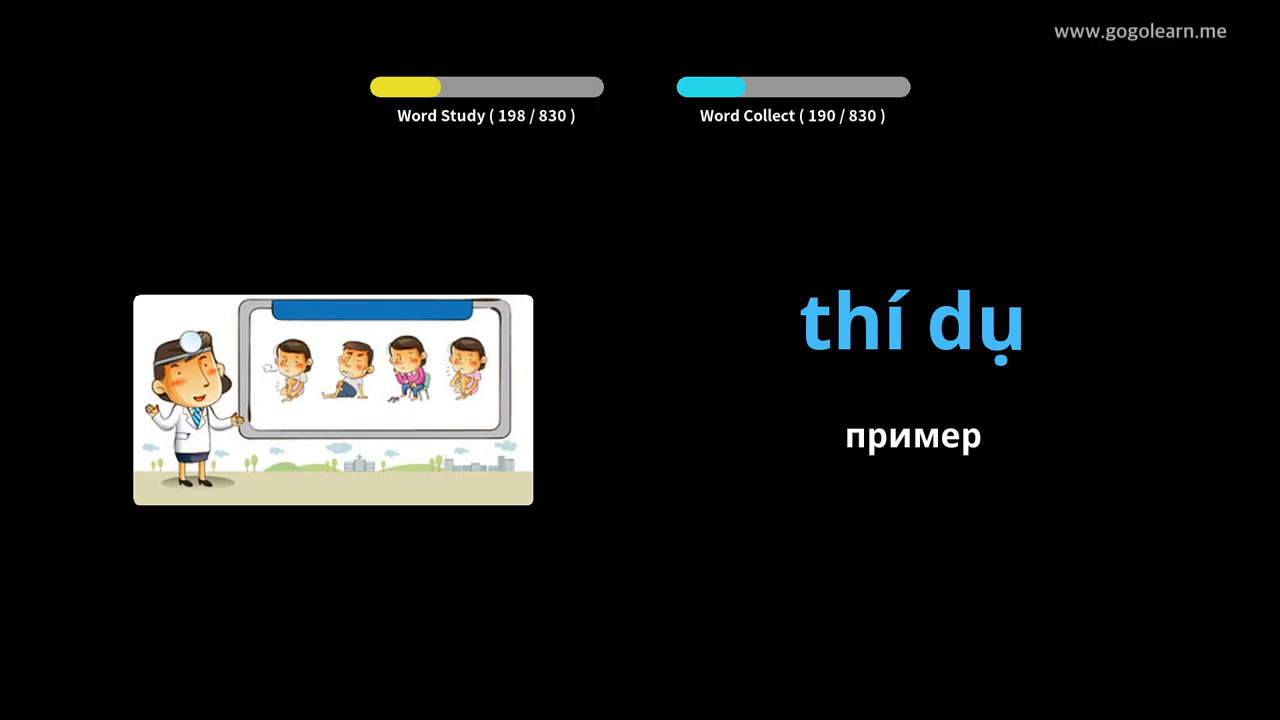 www.gogolearn.me
Word Study ( 198 / 830 )
Word Collect ( 190 / 830 )
thí dụ
пример